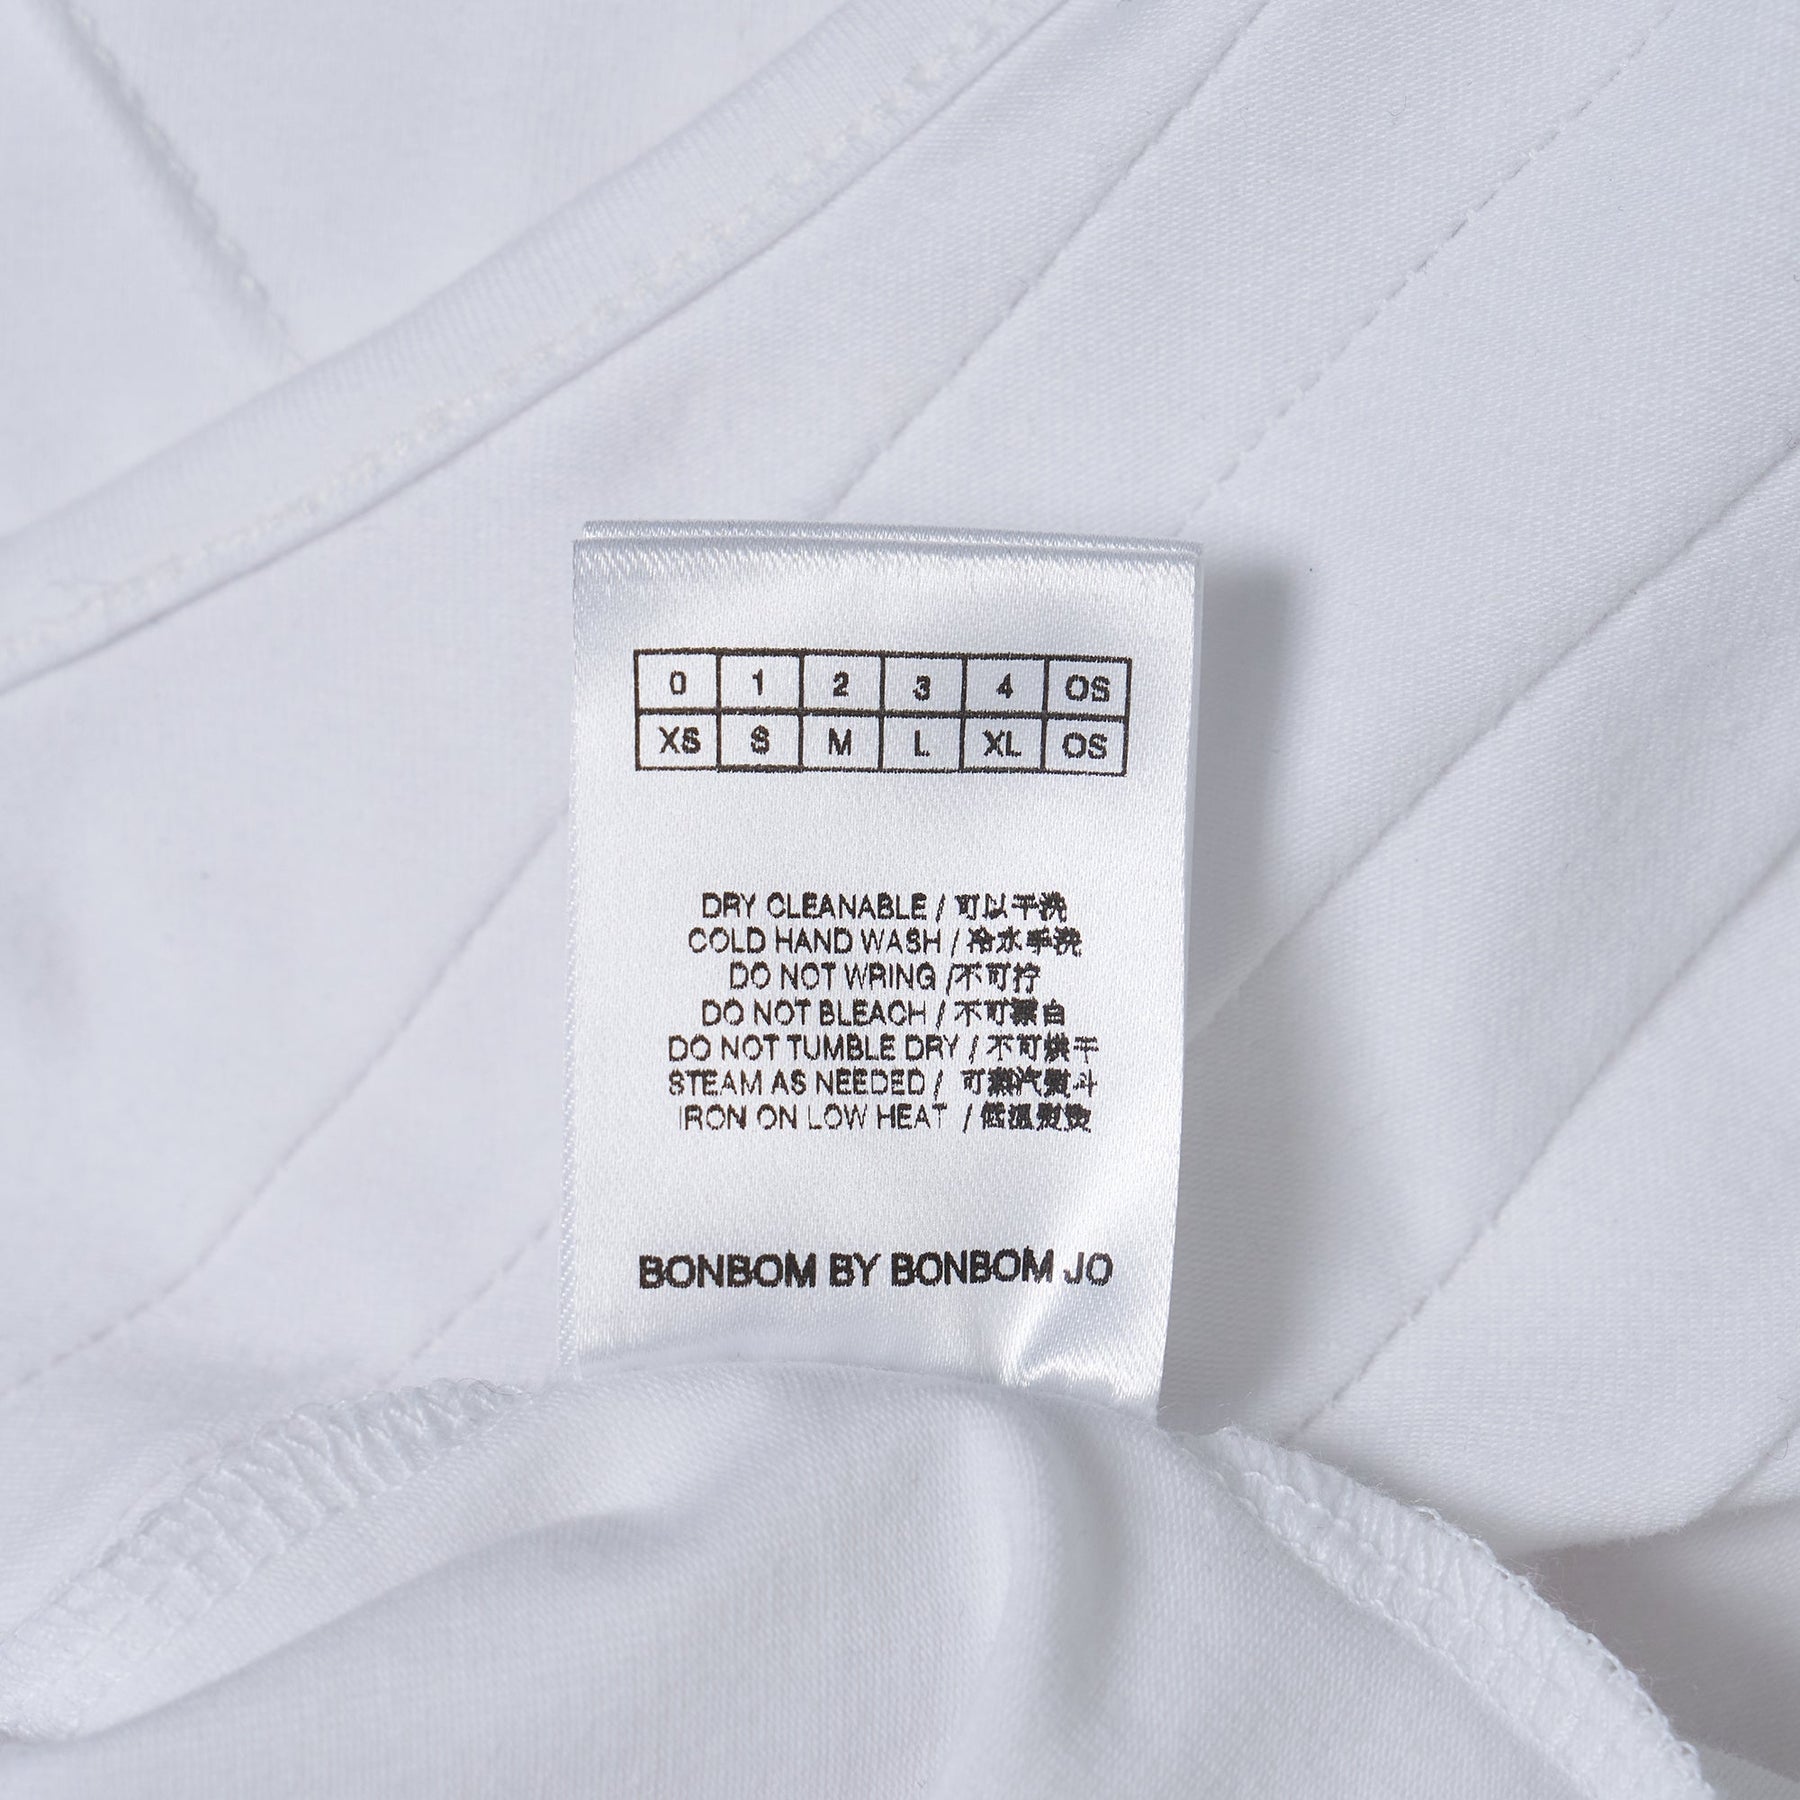 0 1 2 3 4 OS
XS S M L XL OS
DRY CLEANABLE / 可以干洗
COLD HAND WASH / 冷水手洗
DO NOT WRING /不可拧
DO NOT BLEACH / 不可漂白
DO NOT TUMBLE DRY / 不可烘干
STEAM AS NEEDED / 可蒸汽熨斗
IRON ON LOW HEAT / 低温熨烫
BONBOM BY BONBOM JO